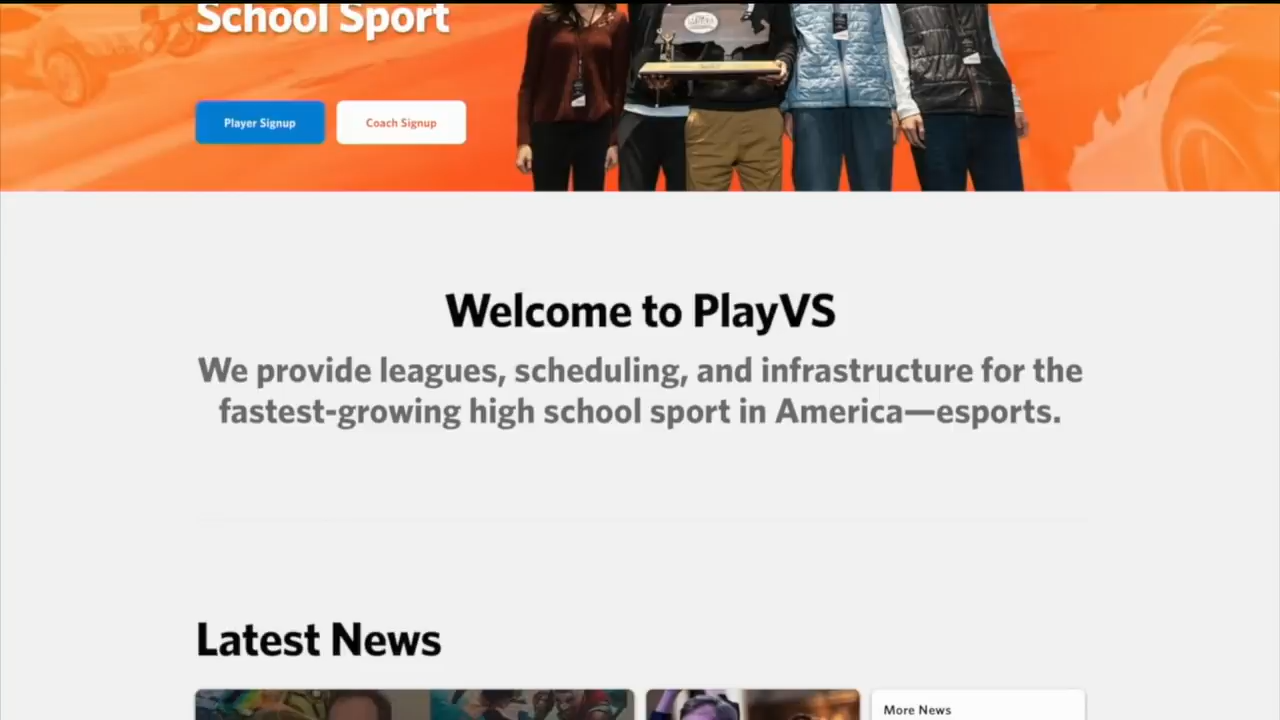 School Sport
Player Signup
Coach Signup
Welcome to PlayVS
We provide leagues, scheduling, and infrastructure for the
fastest-growing high school sport in America—esports.
Latest News
More News